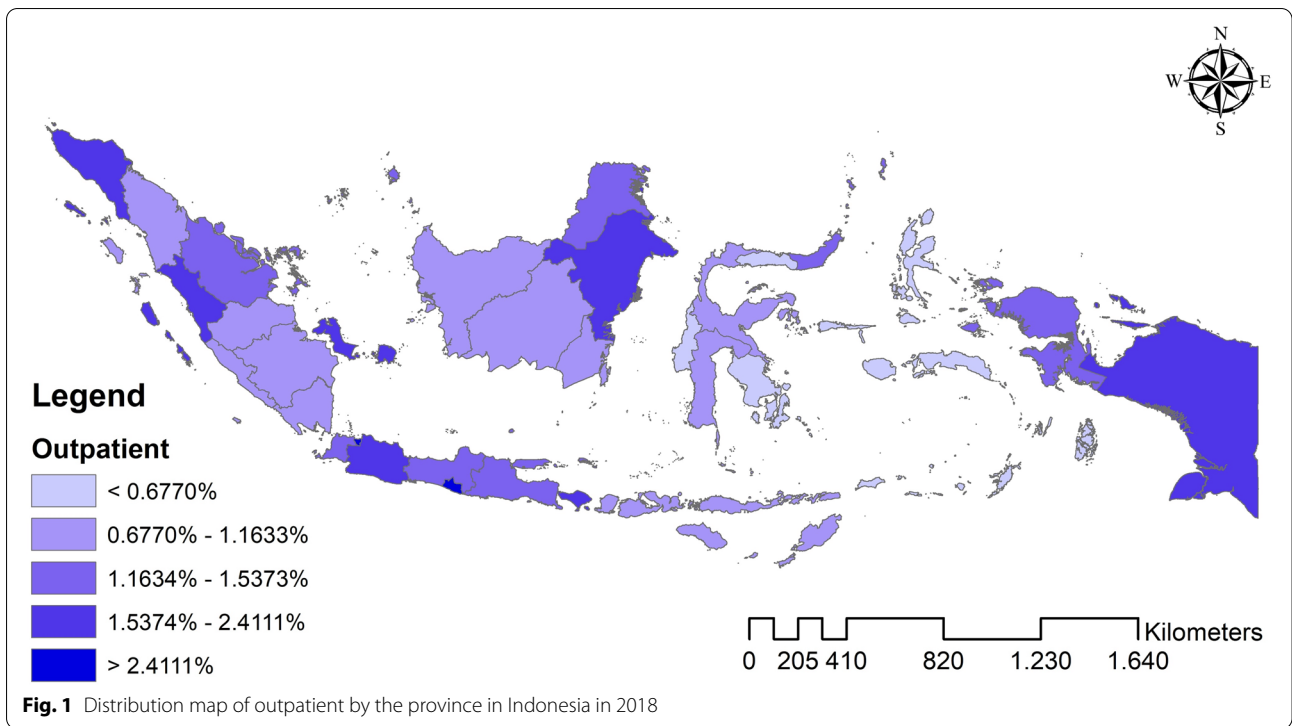 N
W E
S
Legend
Outpatient
< 0.6770%
0.6770% - 1.1633%
1.1634% - 1.5373%
1.5374% - 2.4111%
> 2.4111%
Kilometers
0 205 410 820 1.230 1.640
Fig. 1 Distribution map of outpatient by the province in Indonesia in 2018